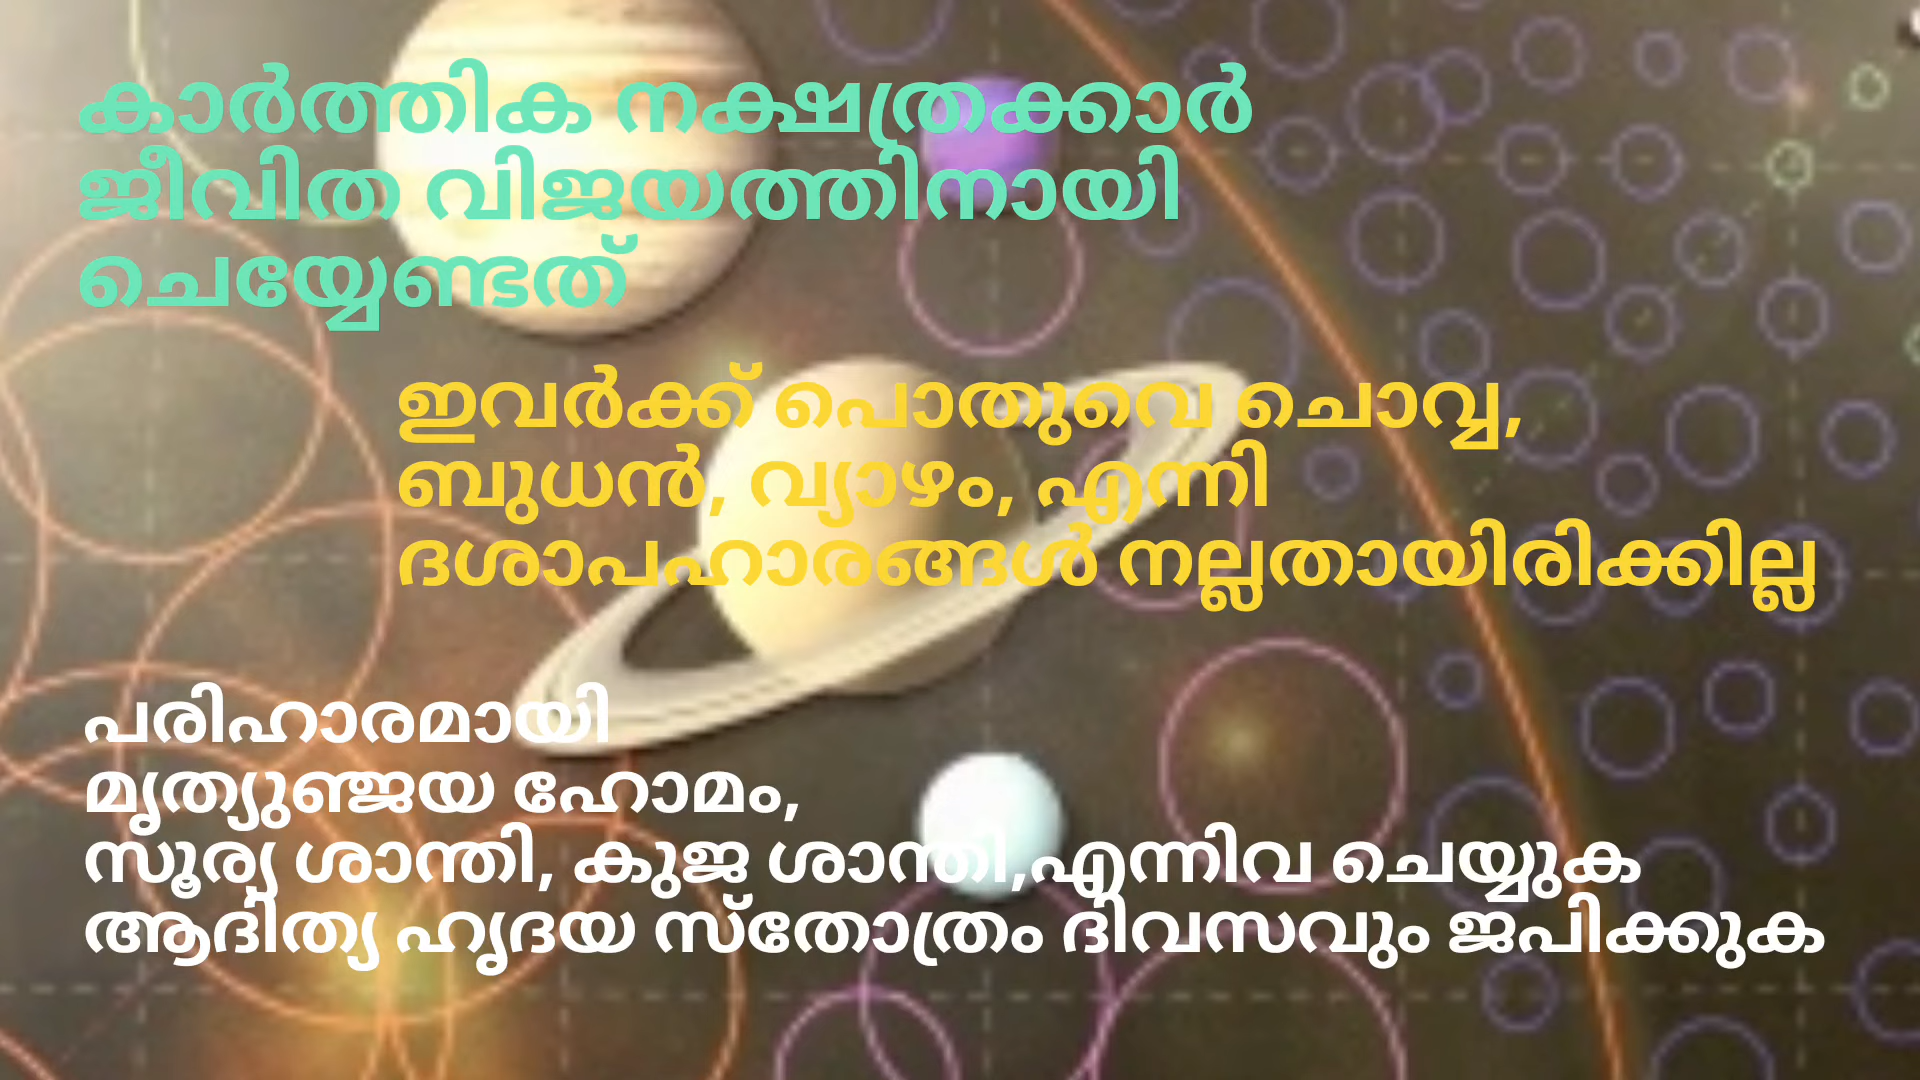 കാർത്തിക നക്ഷത്രക്കാർ
ജീവിത വിജയത്തിനായി
ചെയ്യേണ്ടത്
ഇവർക്ക് പൊതുവെ ചൊവ്വ,
ബുധൻ, വ്യാഴം, എന്നി
ദശാപഹാരങ്ങൾ നല്ലതായിരിക്കില്ല
പരിഹാരമായി
മൃത്യുഞ്ജയ ഹോമം,
സൂര്യ ശാന്തി, കുജ ശാന്തി,എന്നിവ ചെയ്യുക
ആദിത്യ ഹൃദയ സ്തോത്രം ദിവസവും ജപിക്കുക